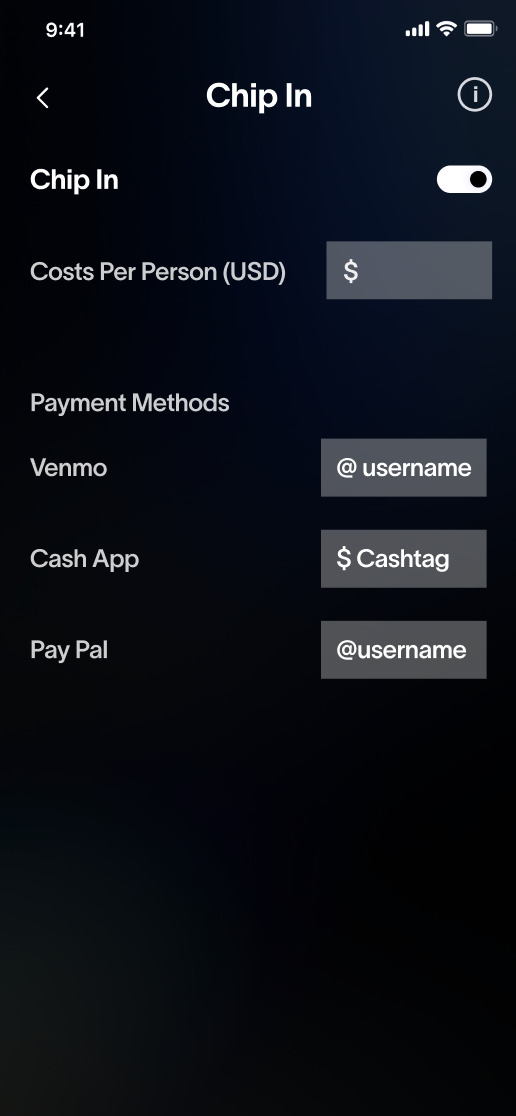 9:41
Chip In
i
Chip In
Costs Per Person (USD) $
Payment Methods
Venmo @ username
Cash App $ Cashtag
Pay Pal @username